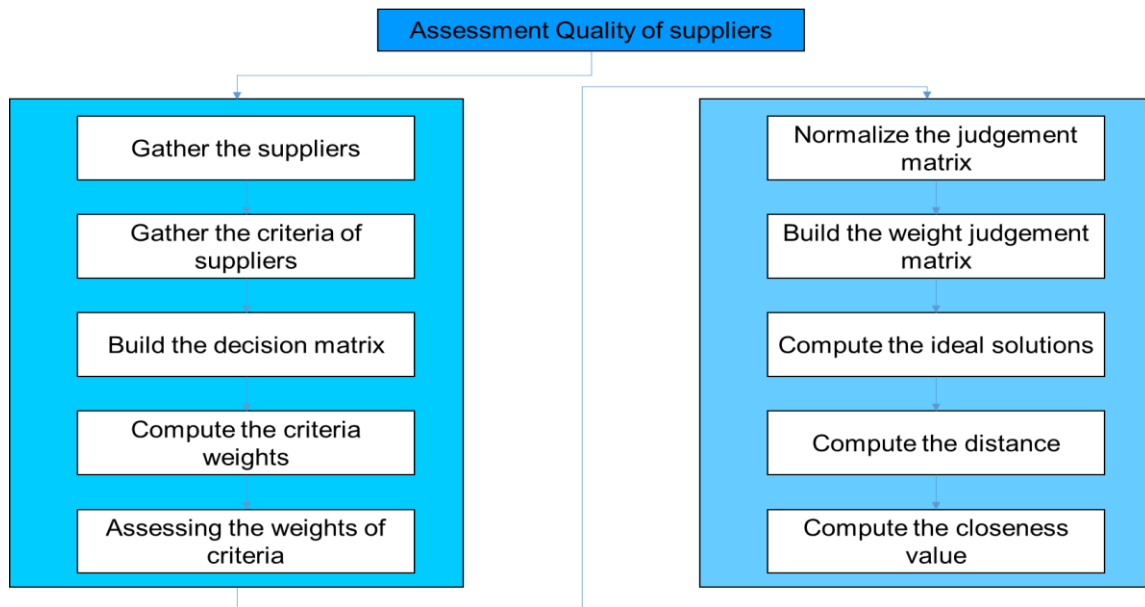 Assessment Quality of suppliers
Gather the suppliers
Gather the criteria of
suppliers
Build the decision matrix
Compute the criteria
weights
Assessing the weights of
criteria
Normalize the judgement
matrix
Build the weight judgement
matrix
Compute the ideal solutions
Compute the distance
Compute the closeness
value